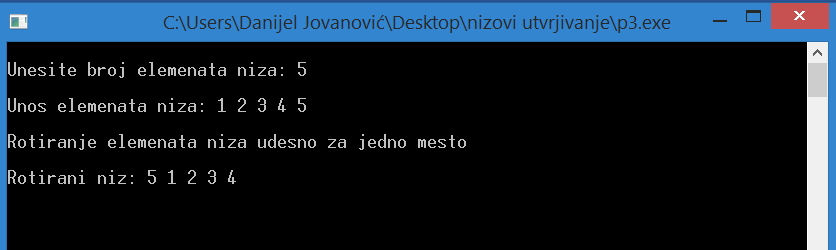 C:\Users\Danijel Jovanović\Desktop\nizovi utvrjivanje\p3.exe
Unesite broj elemenata niza: 5
Unos elemenata niza: 1 2 3 4 5
Rotiranje elemenata niza udesno za jedno mesto
Rotirani niz: 5 1 2 3 4